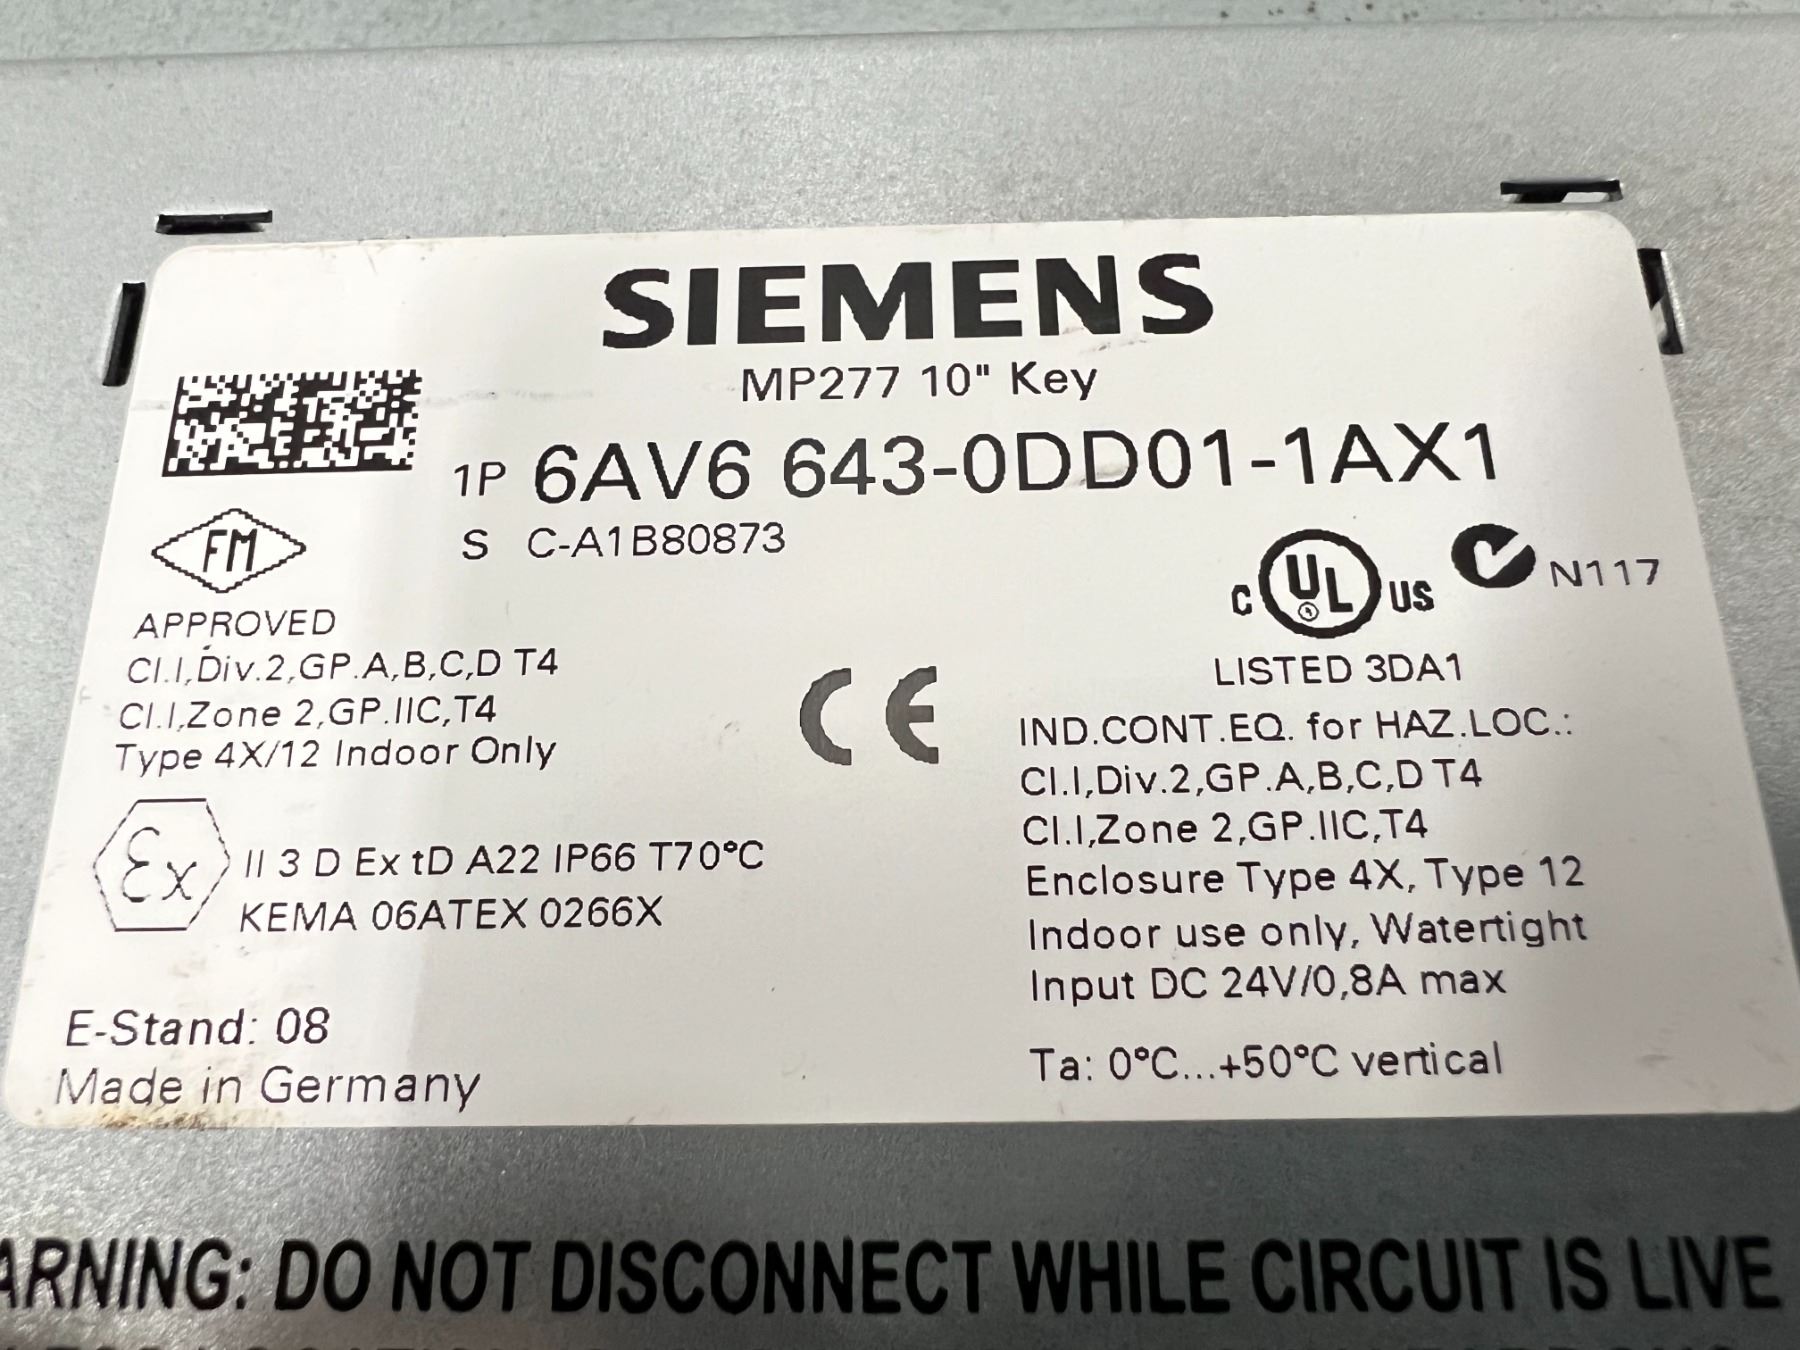 SIEMENS
MP277 10" Key
1P 6AV6 643-0DD01-1AX1
S C-A1B80873
FM
APPROVED
Cl.I,Div.2,GP.A,B,C,D T4
Cl.I,Zone 2,GP.IIC,T4
Type 4X/12 Indoor Only
Ex II 3 D Ex tD A22 IP66 T70°C
KEMA 06ATEX 0266X
E-Stand: 08
Made in Germany
CE
C UL US N117
LISTED 3DA1
IND.CONT.EQ. for HAZ.LOC.:
Cl.I,Div.2,GP.A,B,C,D T4
Cl.I,Zone 2,GP.IIC,T4
Enclosure Type 4X, Type 12
Indoor use only, Watertight
Input DC 24V/0,8A max
Ta: 0°C...+50°C vertical
ARNING: DO NOT DISCONNECT WHILE CIRCUIT IS LIVE